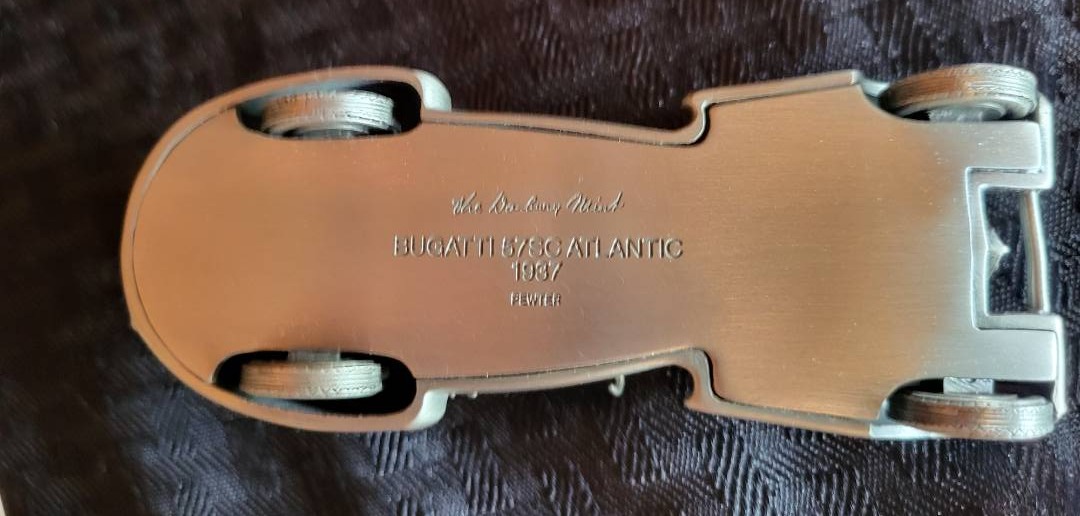 The Danbury Mint
BUGATTI 57SC ATLANTIC
1937
PEWTER